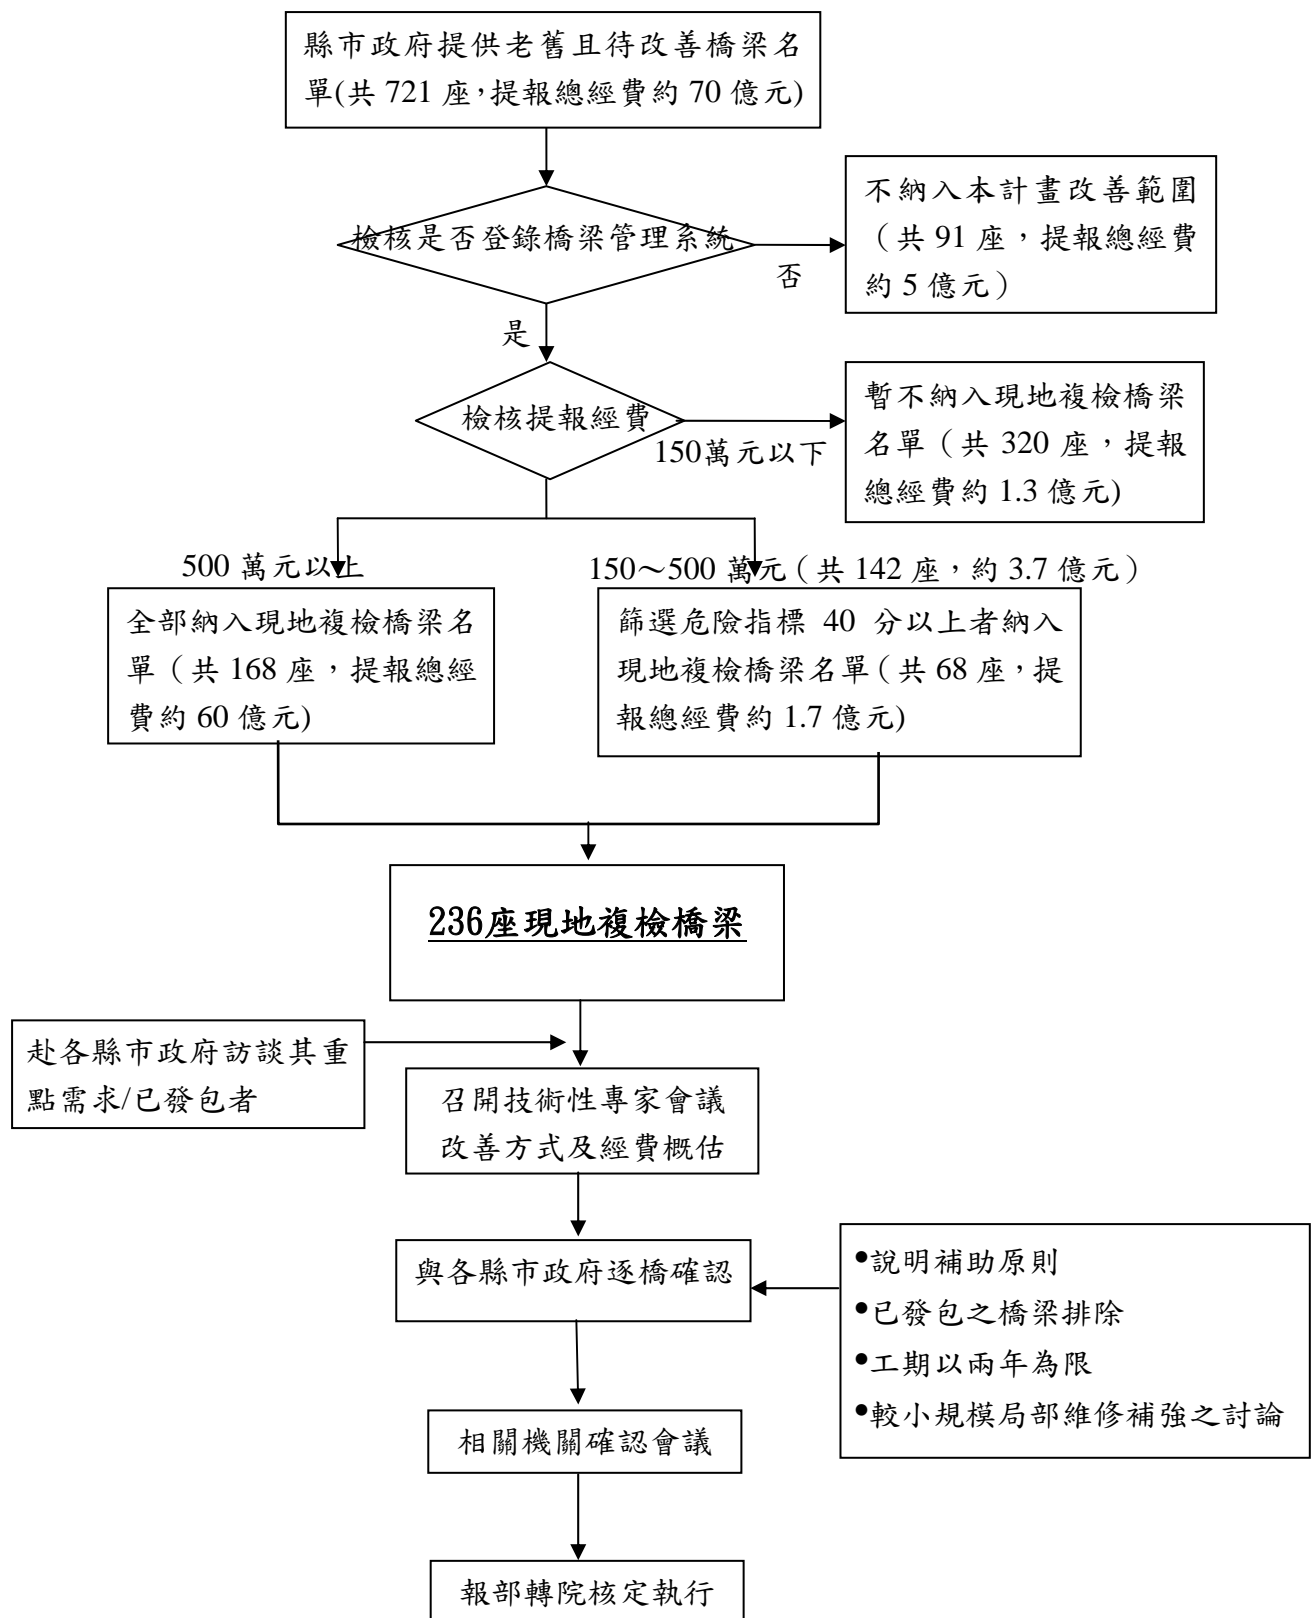 縣市政府提供老舊且待改善橋梁名
單(共 721 座，提報總經費約 70 億元)
檢核是否登錄橋梁管理系統
否
不納入本計畫改善範圍
（共 91 座，提報總經費
約 5 億元）
是
檢核提報經費
150萬元以下
暫不納入現地複檢橋梁
名單（共 320 座，提報
總經費約 1.3 億元)
500 萬元以上
全部納入現地複檢橋梁名
單（共 168 座，提報總經
費約 60 億元)
150～500 萬元（共 142 座，約 3.7 億元）
篩選危險指標 40 分以上者納入
現地複檢橋梁名單（共 68 座，提
報總經費約 1.7 億元)
236座現地複檢橋梁
赴各縣市政府訪談其重
點需求/已發包者
召開技術性專家會議
改善方式及經費概估
與各縣市政府逐橋確認
●說明補助原則
●已發包之橋梁排除
●工期以兩年為限
●較小規模局部維修補強之討論
相關機關確認會議
報部轉院核定執行